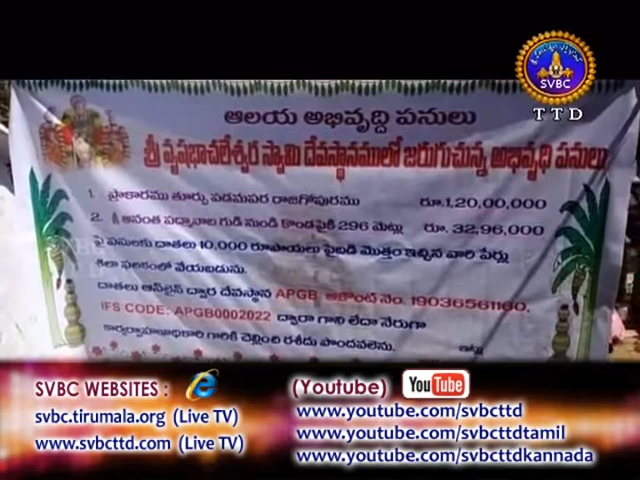 SVBC
TTD
ఆలయ అభివృద్ది పనులు
శ్రీ వృషభాచలేశ్వర స్వామి దేవస్థానములో జరుగుచున్న అభివృధి పనులు
1. ప్రాకారము తూర్పు పడమపర రాజగోపురము రూ.1,20,00,000
2. శ్రీ అనంత పద్మనాబ గుడి నుండి కొండపైకి 296 మెట్లు రూ. 32,96,000
పై పనులకు దాతలు 10,000 రూపాయలు పైబడి మొత్తం ఇచ్చిన వారి పేర్లు
శిలా ఫలకంలో వేయబడును.
దాతలు ఆన్‌లైన్ ద్వారా దేవస్థాన APGB అకౌంట్ నెం. 19036561160,
IFS CODE: APGB0002022 ద్వారా గాని లేదా నేరుగా
కార్యనిర్వాహణాధికారి గారికి చెల్లించి రశీదు పొందవలెను. ఇట్లు
SVBC WEBSITES :
svbc.tirumala.org (Live TV)
www.svbcttd.com (Live TV)
(Youtube) YouTube
www.youtube.com/svbcttd
www.youtube.com/svbcttdtamil
www.youtube.com/svbcttdkannada